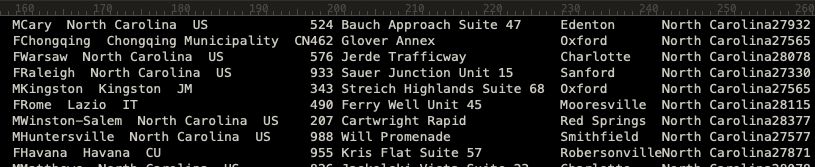 160 170 180 190 200 210 220 230 240 250 260
MCary  North Carolina  US 524 Bauch Approach Suite 47 Edenton North Carolina27932
FChongqing  Chongqing Municipality  CN462 Glover Annex Oxford North Carolina27565
FWarsaw  North Carolina  US 576 Jerde Trafficway Charlotte North Carolina28078
FRaleigh  North Carolina  US 933 Sauer Junction Unit 15 Sanford North Carolina27330
MKingston  Kingston  JM 343 Streich Highlands Suite 68 Oxford North Carolina27565
FRome  Lazio  IT 490 Ferry Well Unit 45 Mooresville North Carolina28115
MWinston-Salem  North Carolina  US 207 Cartwright Rapid Red Springs North Carolina28377
MHuntersville  North Carolina  US 988 Will Promenade Smithfield North Carolina27577
FHavana  Havana  CU 955 Kris Flat Suite 57 RobersonvilleNorth Carolina27871